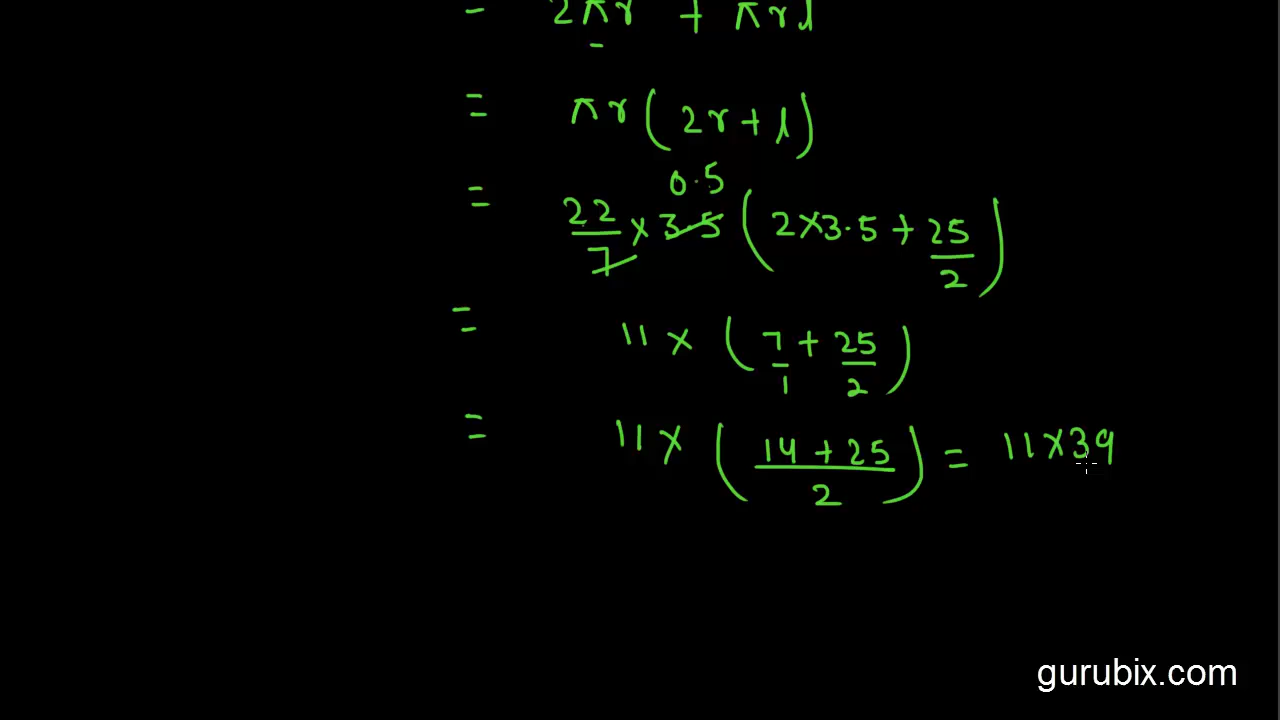 = 2πr + πrl
= πr(2r+l)
0.5
= 22/7 × 3.5 (2×3.5 + 25/2)
= 11 × (7/1 + 25/2)
= 11 × (14+25/2) = 11×39
gurubix.com